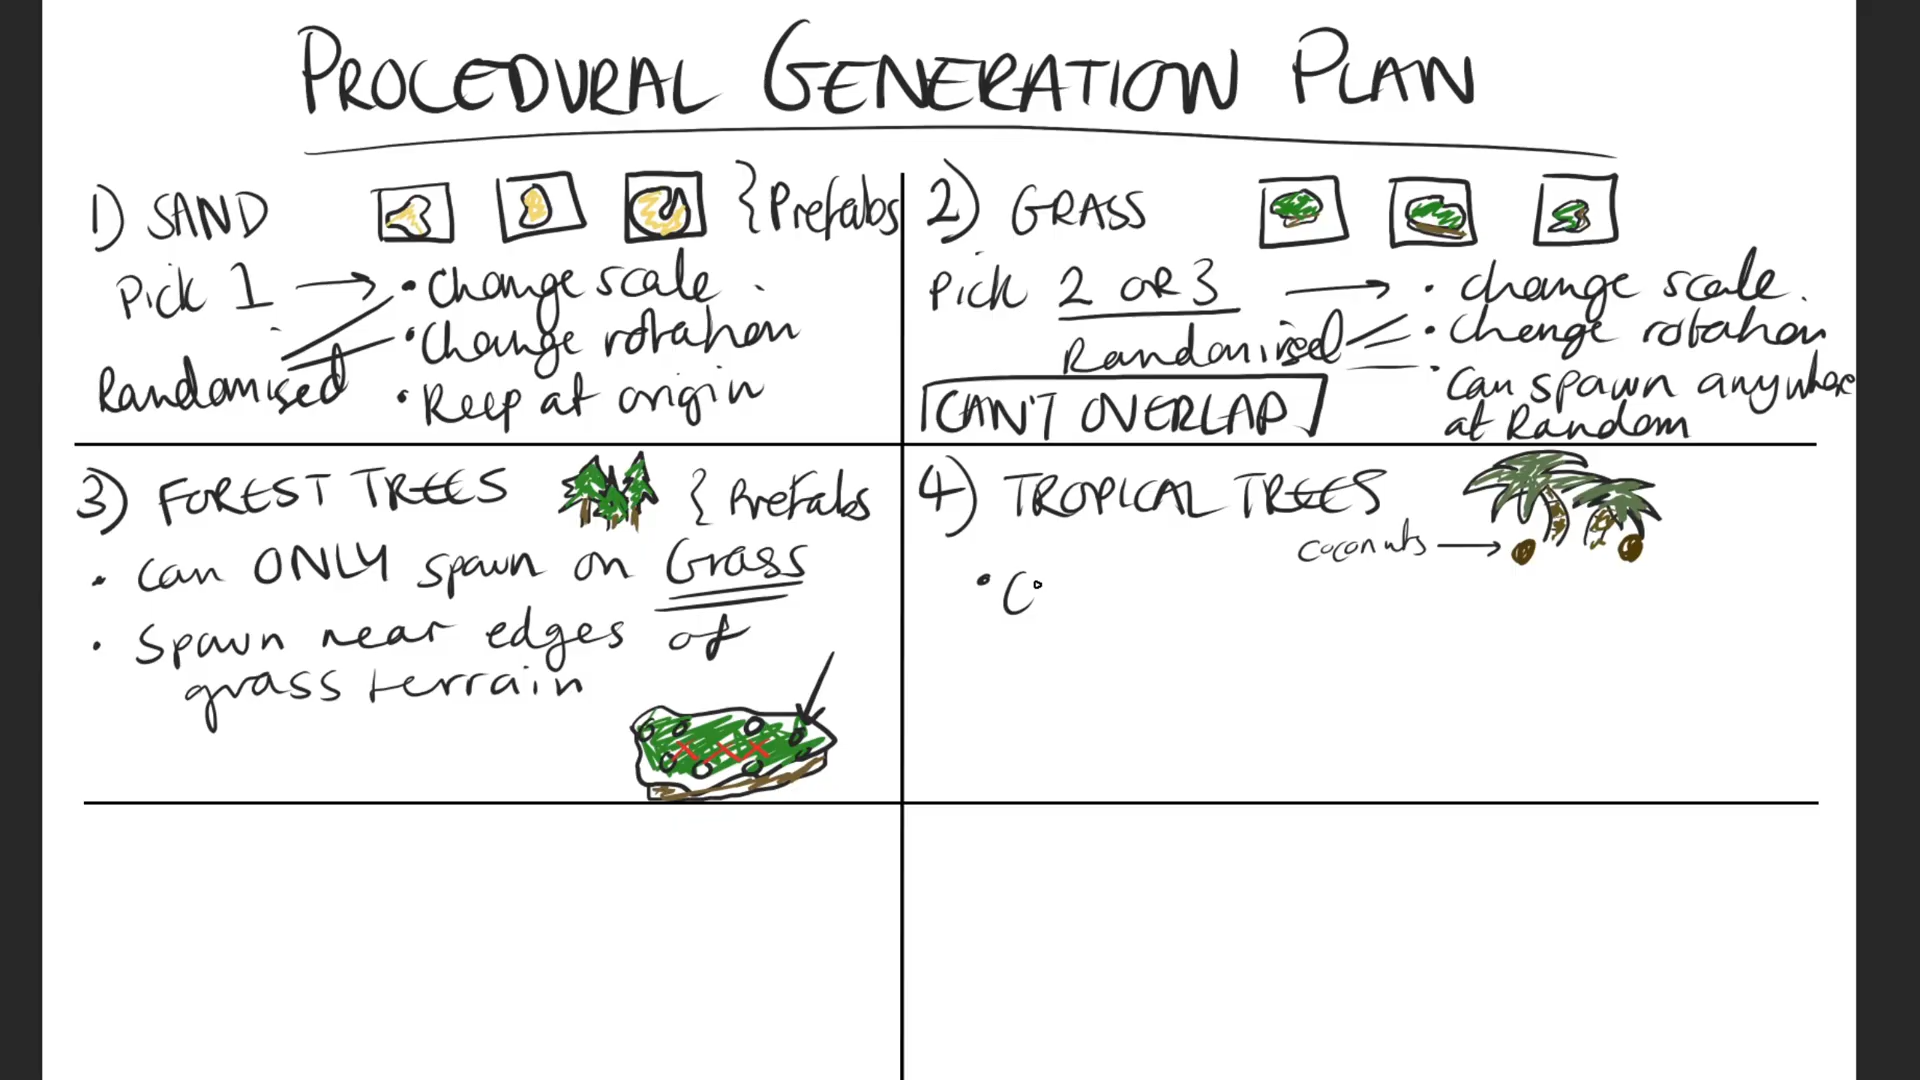 PROCEDURAL GENERATION PLAN
1) SAND
} Prefabs
Pick 1
• Change scale
• Change rotation
• Keep at origin
Randomised
2) GRASS
Pick 2 OR 3
Randomised
• change scale.
• change rotation
• Can spawn anywhere
at Random
CAN'T OVERLAP
3) FOREST TREES
{ Prefabs
• can ONLY spawn on Grass
• Spawn near edges of
grass terrain
4) TROPICAL TREES
coconuts
• C